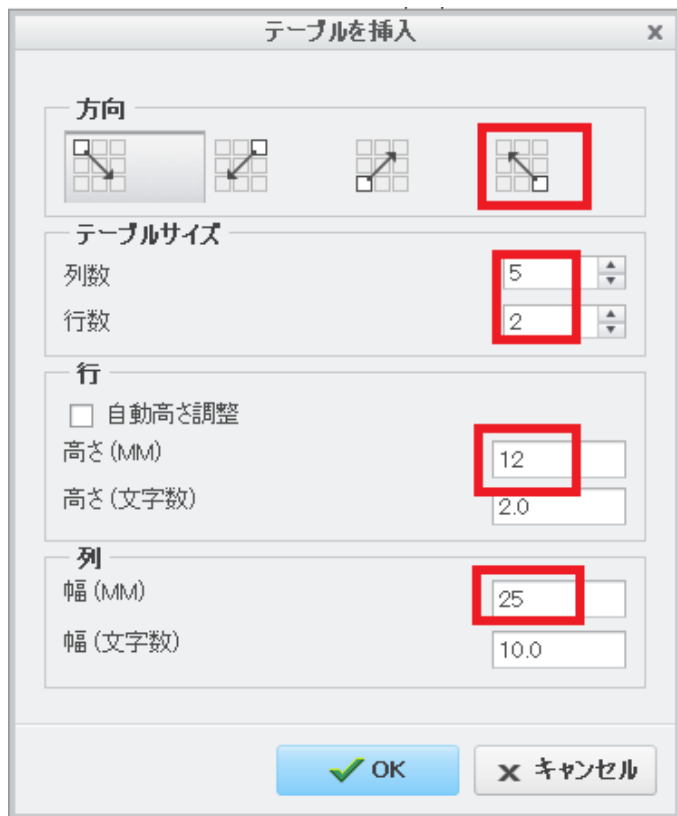 テーブルを挿入 x
方向
テーブルサイズ
列数 5
行数 2
行
自動高さ調整
高さ(MM) 12
高さ(文字数) 2.0
列
幅(MM) 25
幅(文字数) 10.0
OK x キャンセル